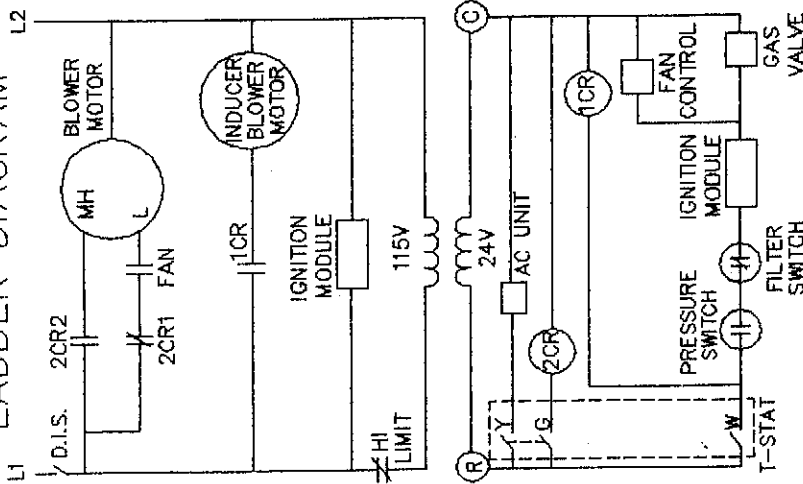 LADDER DIAGRAM
L1
L2
D.I.S.
2CR2
2CR1
FAN
MH
L
BLOWER
MOTOR
1CR
INDUCER
BLOWER
MOTOR
IGNITION
MODULE
HI
LIMIT
115V
24V
R
C
Y
AC UNIT
G
2CR
1CR
W
T-STAT
PRESSURE
SWITCH
FILTER
SWITCH
IGNITION
MODULE
FAN
CONTROL
GAS
VALVE